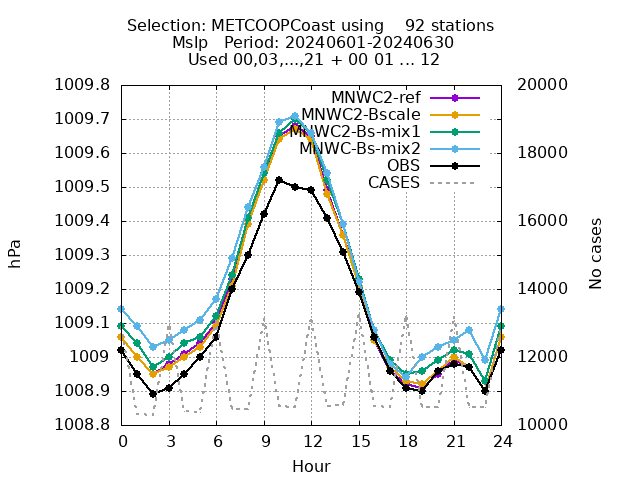 Selection: METCOOPCoast using    92 stations
Mslp   Period: 20240601-20240630
Used 00,03,...,21 + 00 01 ... 12
1009.8 20000
MNWC2-ref
MNWC2-Bscale
1009.7
MNWC2-Bs-mix1
MNWC-Bs-mix2
1009.6 18000
OBS
CASES
1009.5
1009.4 16000
1009.3
hPa
No cases
1009.2 14000
1009.1
1009 12000
1008.9
1008.8 10000
0 3 6 9 12 15 18 21 24
Hour